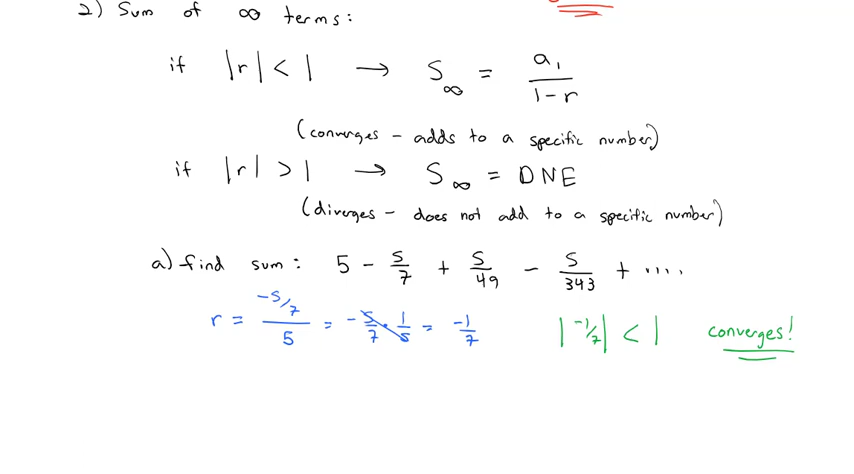 2) Sum of ∞ terms:
if |r| < 1 → S∞ = a₁/(1-r)
(converges - adds to a specific number)
if |r| > 1 → S∞ = DNE
(diverges - does not add to a specific number)
a) find sum: 5 - 5/7 + 5/49 - 5/343 + ....
r = (-5/7)/5 = -5/7 · 1/5 = -1/7 |-1/7| < 1 converges!